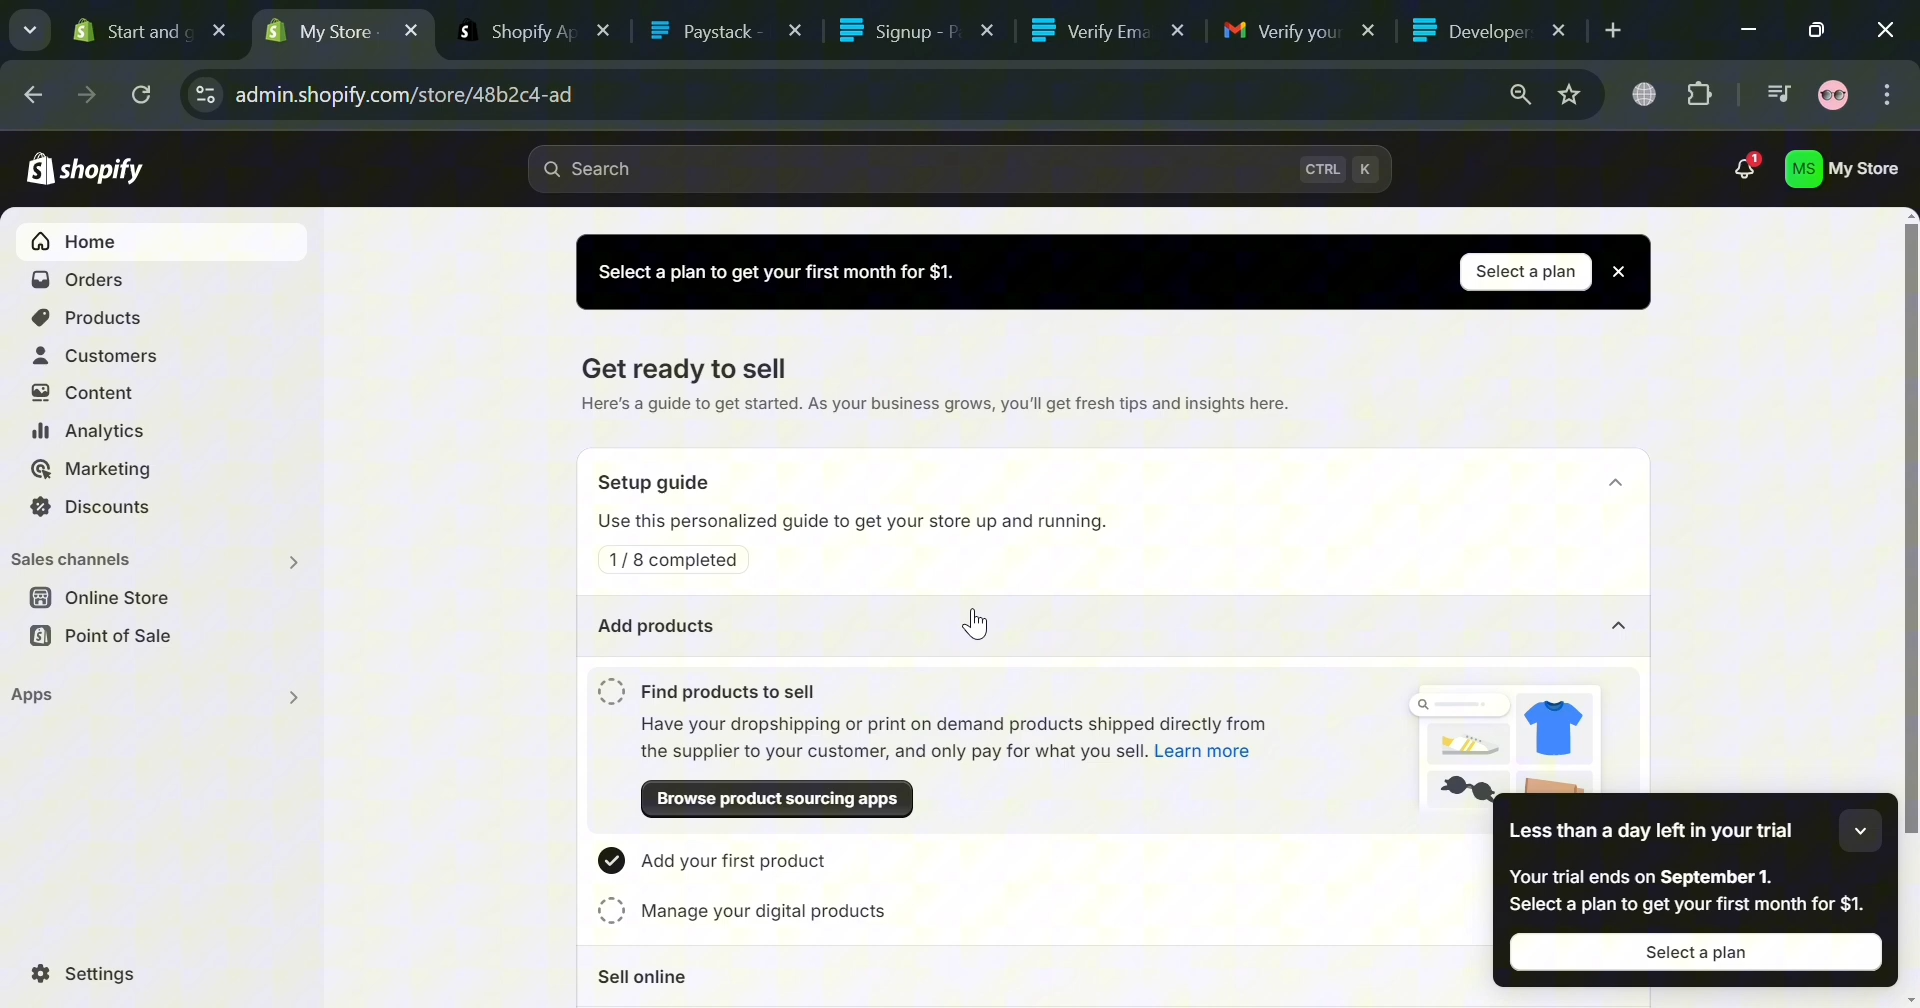 Start and g
My Store -
Shopify Ap
Paystack -
Signup - P
Verify Ema
Verify your
Developer
admin.shopify.com/store/48b2c4-ad
shopify
Search
CTRL K
1
MS My Store
Home
Orders
Products
Customers
Content
Analytics
Marketing
Discounts
Sales channels
Online Store
Point of Sale
Apps
Settings
Select a plan to get your first month for $1.
Select a plan
Get ready to sell
Here's a guide to get started. As your business grows, you'll get fresh tips and insights here.
Setup guide
Use this personalized guide to get your store up and running.
1 / 8 completed
Add products
Find products to sell
Have your dropshipping or print on demand products shipped directly from
the supplier to your customer, and only pay for what you sell. Learn more
Browse product sourcing apps
Add your first product
Manage your digital products
Sell online
Less than a day left in your trial
Your trial ends on September 1.
Select a plan to get your first month for $1.
Select a plan